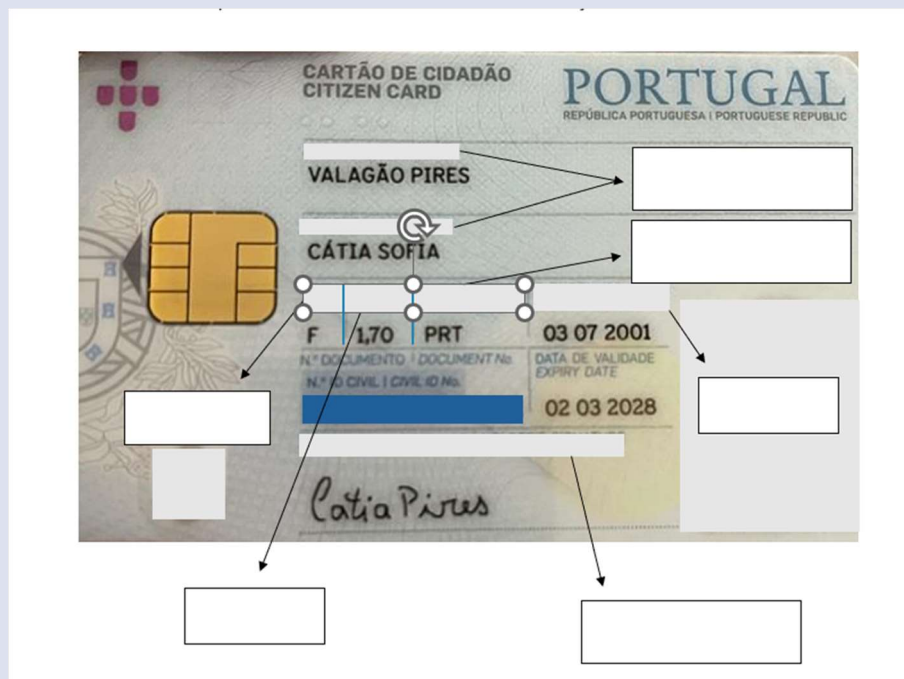 CARTÃO DE CIDADÃO
CITIZEN CARD
PORTUGAL
REPÚBLICA PORTUGUESA | PORTUGUESE REPUBLIC
VALAGÃO PIRES
CÁTIA SOFIA
F 1,70 PRT 03 07 2001
N.º DOCUMENTO | DOCUMENT No.
DATA DE VALIDADE
EXPIRY DATE
N.º ID CIVIL | CIVIL ID No.
02 03 2028
Catia Pires